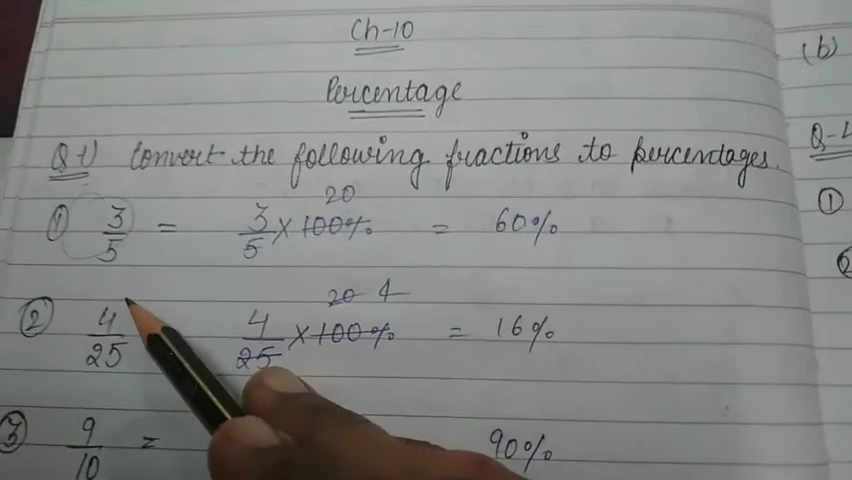 Ch-10
Percentage
Q-1) Convert the following fractions to percentages.
① 3/5 = 3/5 × 100% 20 = 60%
② 4/25 4/25 × 100% 20 4 = 16%
③ 9/10 = 90%
(b)
①